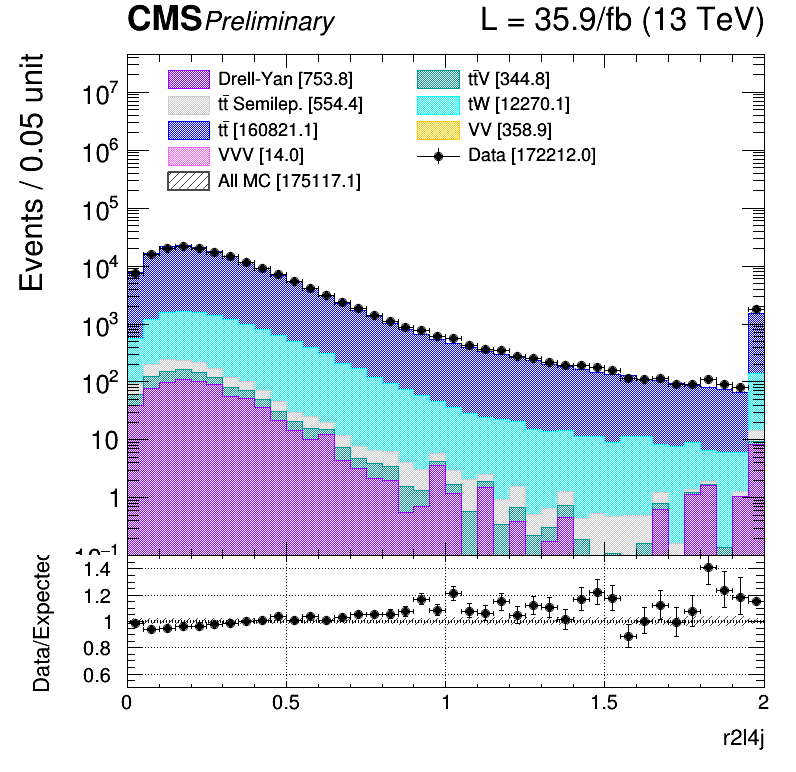 CMS Preliminary L = 35.9/fb (13 TeV)
Events / 0.05 unit
Drell-Yan [753.8] tt̄V [344.8]
tt̄ Semilep. [554.4] tW [12270.1]
tt̄ [160821.1] VV [358.9]
VVV [14.0] Data [172212.0]
All MC [175117.1]
10⁷
10⁶
10⁵
10⁴
10³
10²
10
1
10⁻¹
Data/Expected
1.4
1.2
1
0.8
0.6
0 0.5 1 1.5 2
r2l4j